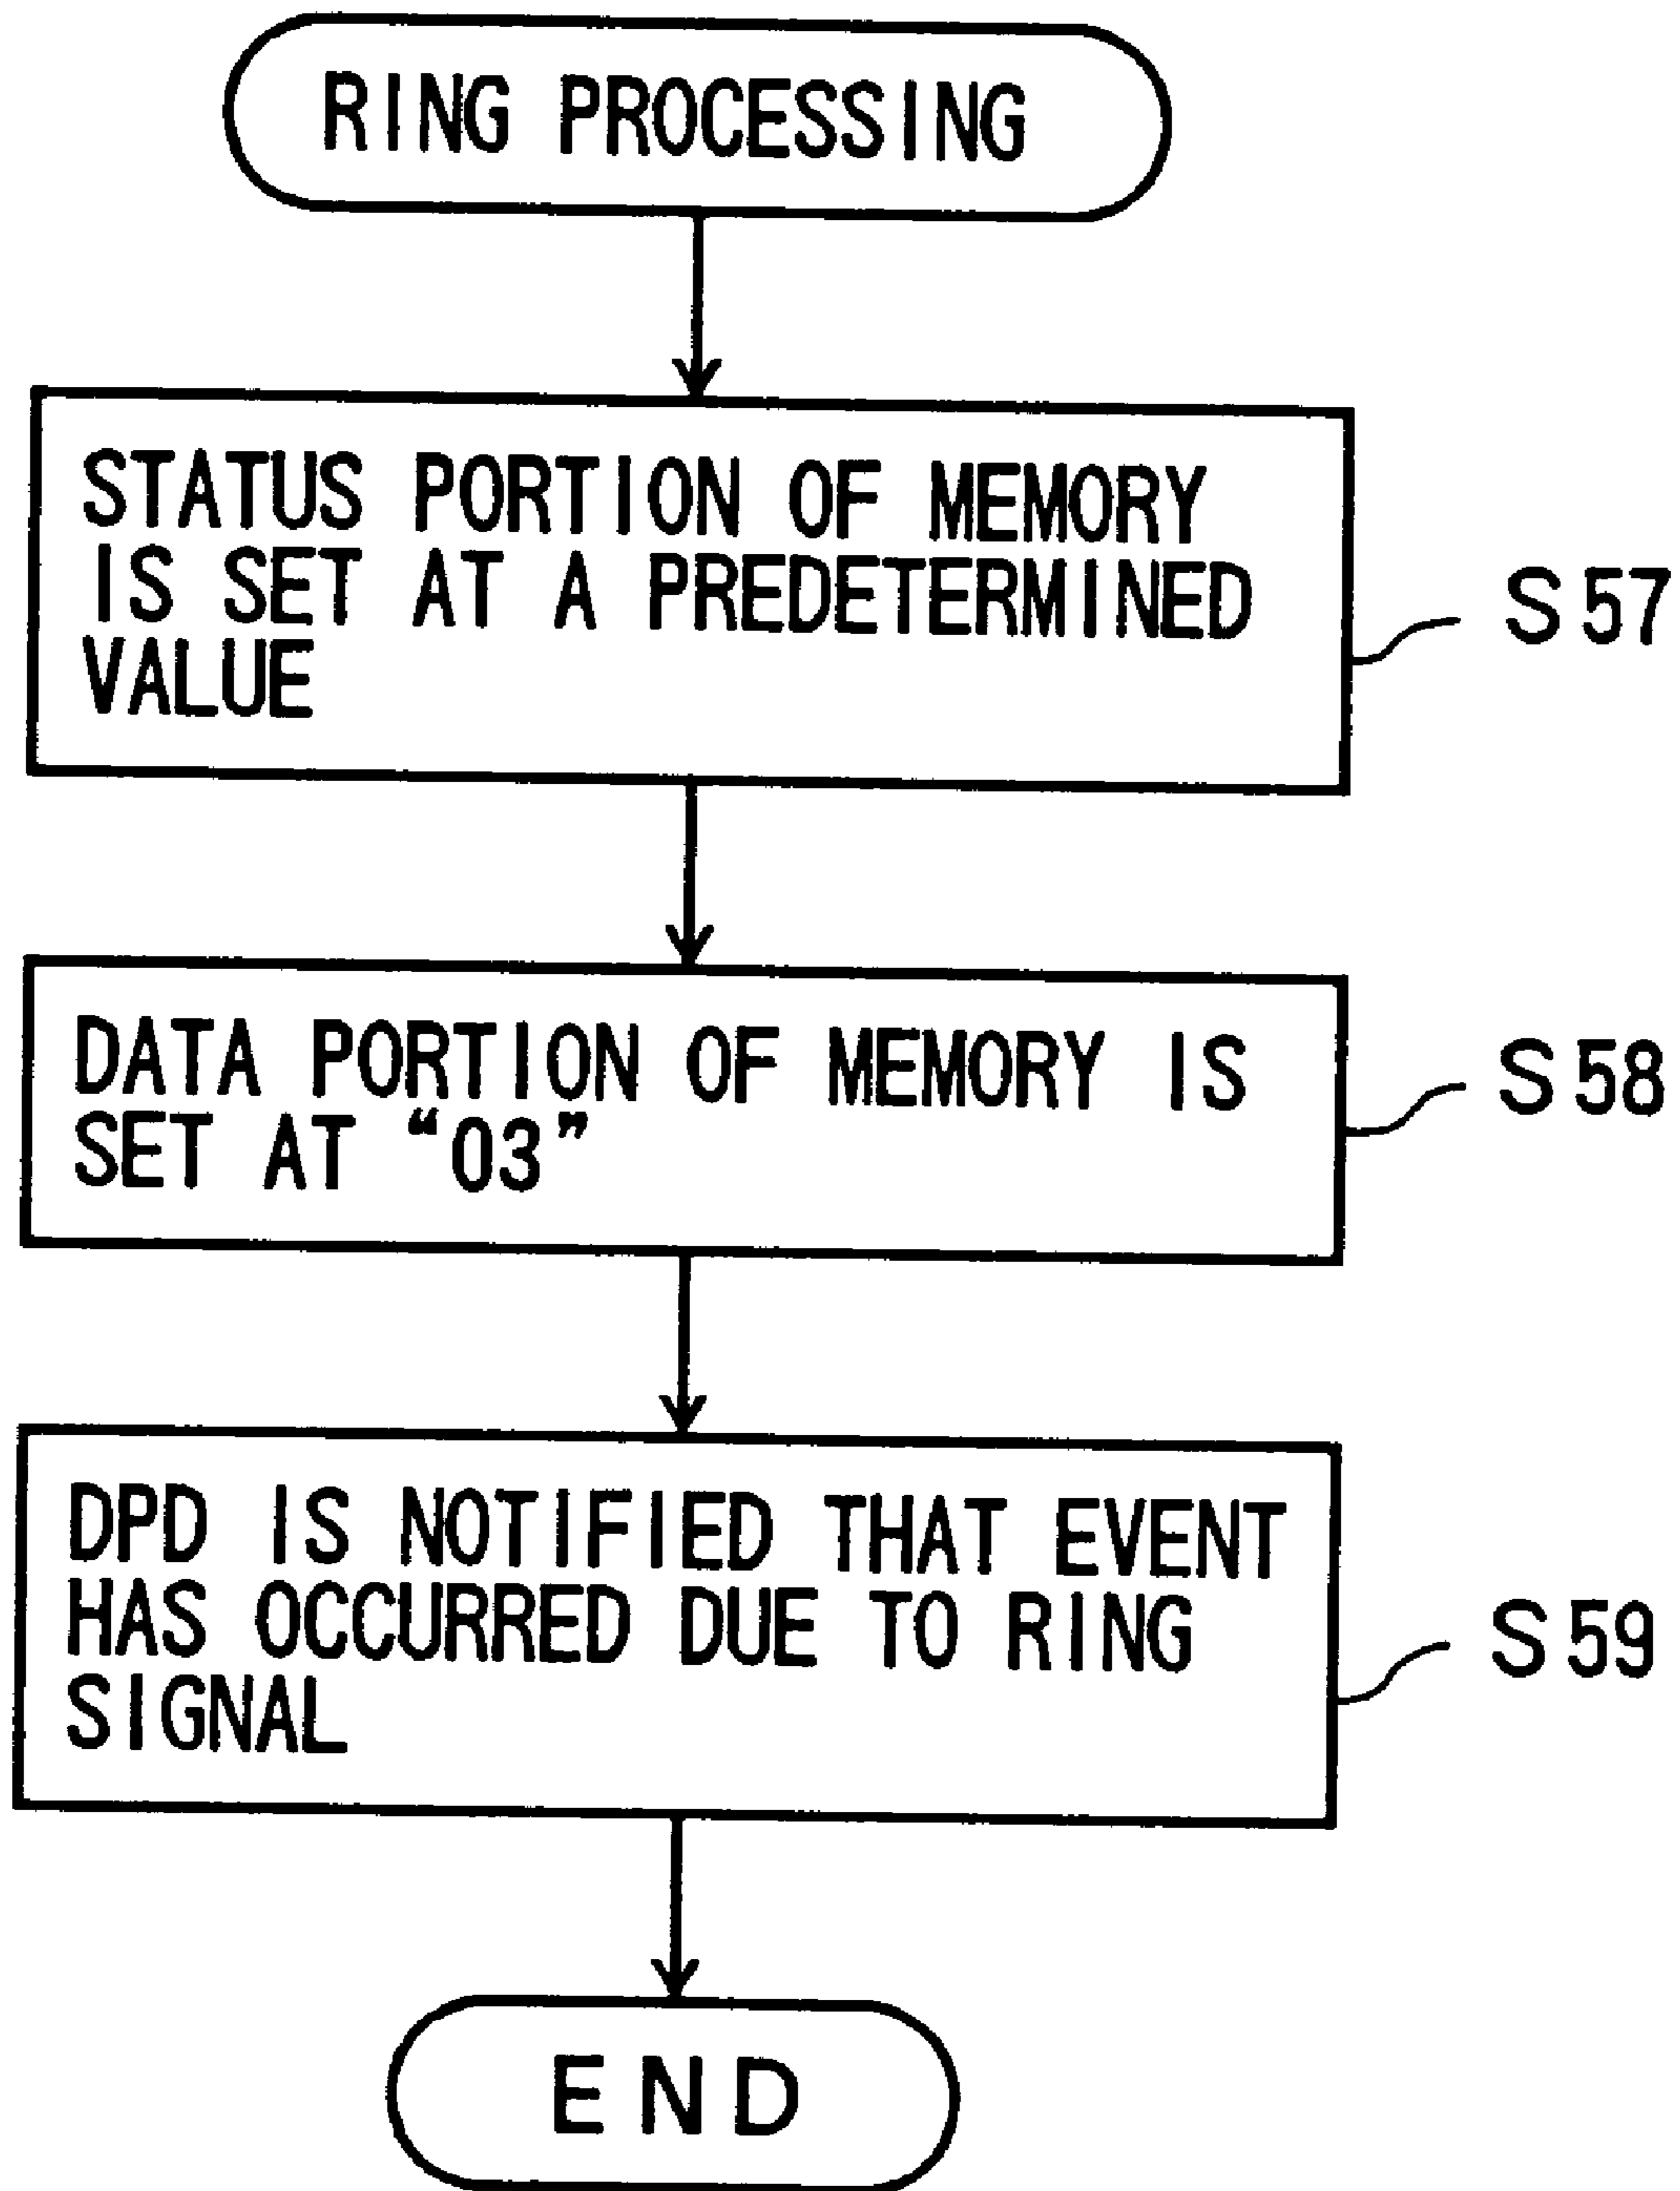 RING PROCESSING
STATUS PORTION OF MEMORY
IS SET AT A PREDETERMINED
VALUE
S57
DATA PORTION OF MEMORY IS
SET AT “03”
S58
DPD IS NOTIFIED THAT EVENT
HAS OCCURRED DUE TO RING
SIGNAL
S59
END